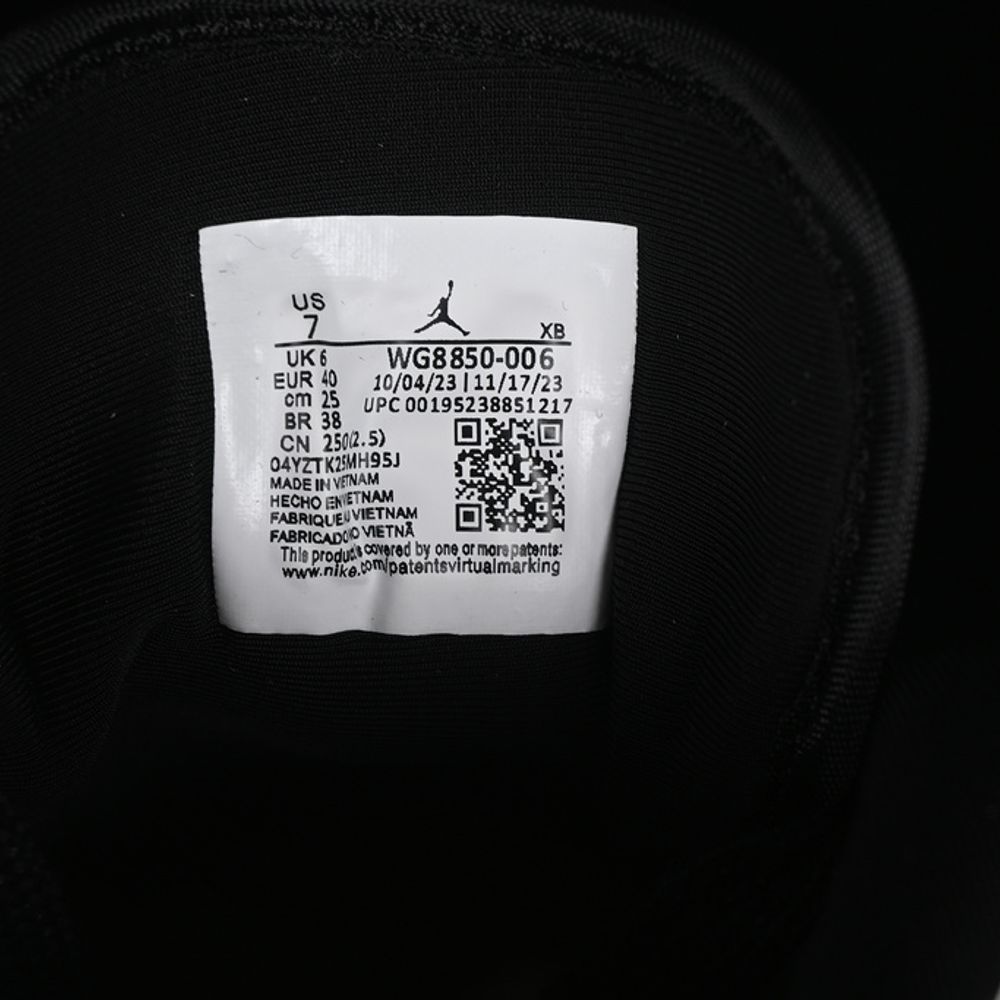 US
7
XB
UK 6
WG8850-006
EUR 40
10/04/23 | 11/17/23
cm 25
UPC 00195238851217
BR 38
CN 250(2.5)
04YZTK25MH95J
MADE IN VIETNAM
HECHO EN VIETNAM
FABRIQUE AU VIETNAM
FABRICADO NO VIETNÃ
This product is covered by one or more patents:
www.nike.com/patentsvirtualmarking